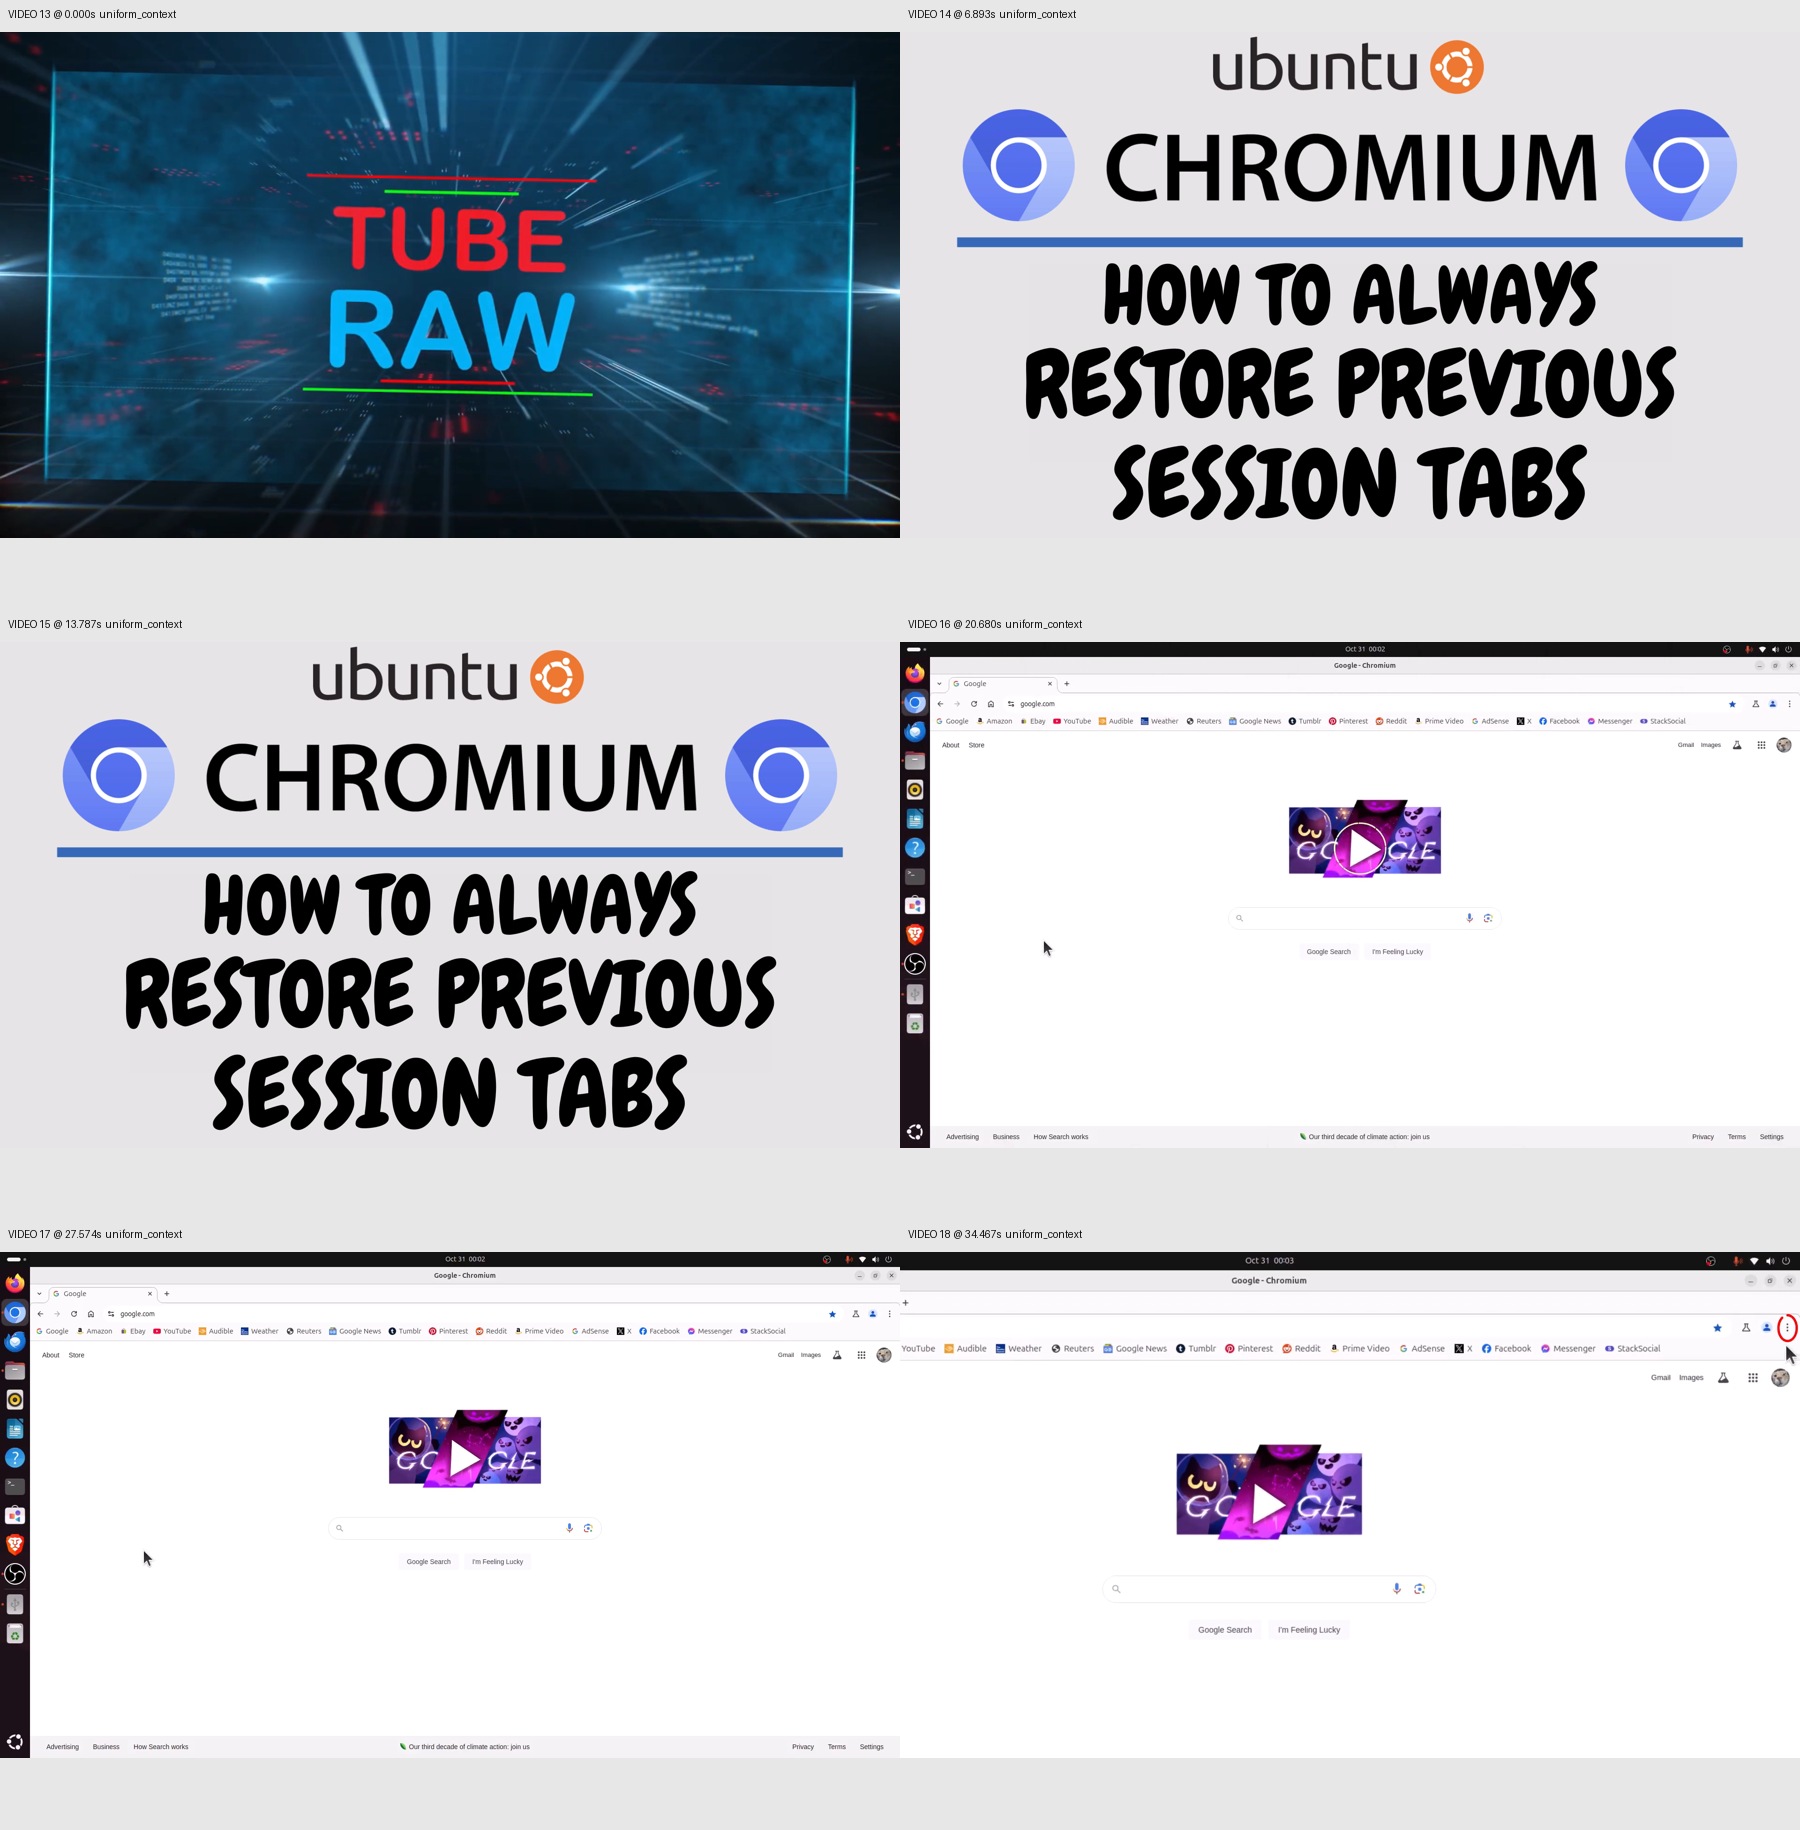 VIDEO 13 @ 0.000s uniform_context
TUBE
RAW
VIDEO 14 @ 6.893s uniform_context
ubuntu
CHROMIUM
HOW TO ALWAYS
RESTORE PREVIOUS
SESSION TABS
VIDEO 15 @ 13.787s uniform_context
ubuntu
CHROMIUM
HOW TO ALWAYS
RESTORE PREVIOUS
SESSION TABS
VIDEO 16 @ 20.680s uniform_context
Oct 31 00:02
Google - Chromium
Google
google.com
Google Amazon Ebay YouTube Audible Weather Reuters Google News Tumblr Pinterest Reddit Prime Video AdSense X Facebook Messenger StackSocial
About Store Gmail Images
GO GLE
Google Search I'm Feeling Lucky
Advertising Business How Search works Our third decade of climate action: join us Privacy Terms Settings
VIDEO 17 @ 27.574s uniform_context
Oct 31 00:02
Google - Chromium
Google
google.com
Google Amazon Ebay YouTube Audible Weather Reuters Google News Tumblr Pinterest Reddit Prime Video AdSense X Facebook Messenger StackSocial
About Store Gmail Images
GO GLE
Google Search I'm Feeling Lucky
Advertising Business How Search works Our third decade of climate action: join us Privacy Terms Settings
VIDEO 18 @ 34.467s uniform_context
Oct 31 00:03
Google - Chromium
YouTube Audible Weather Reuters Google News Tumblr Pinterest Reddit Prime Video AdSense X Facebook Messenger StackSocial
Gmail Images
GO GLE
Google Search I'm Feeling Lucky